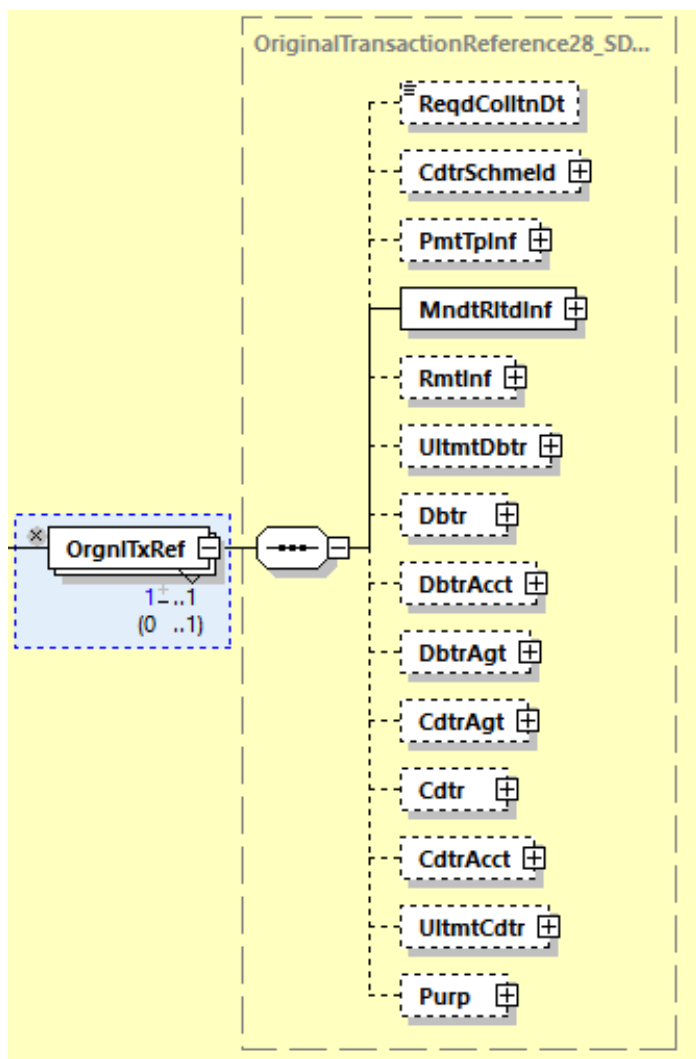 OriginalTransactionReference28_SD...
ReqdColltnDt
CdtrSchmeId
PmtTpInf
MndtRltdInf
RmtInf
UltmtDbtr
Dbtr
OrgnlTxRef
1..1
(0 ..1)
DbtrAcct
DbtrAgt
CdtrAgt
Cdtr
CdtrAcct
UltmtCdtr
Purp